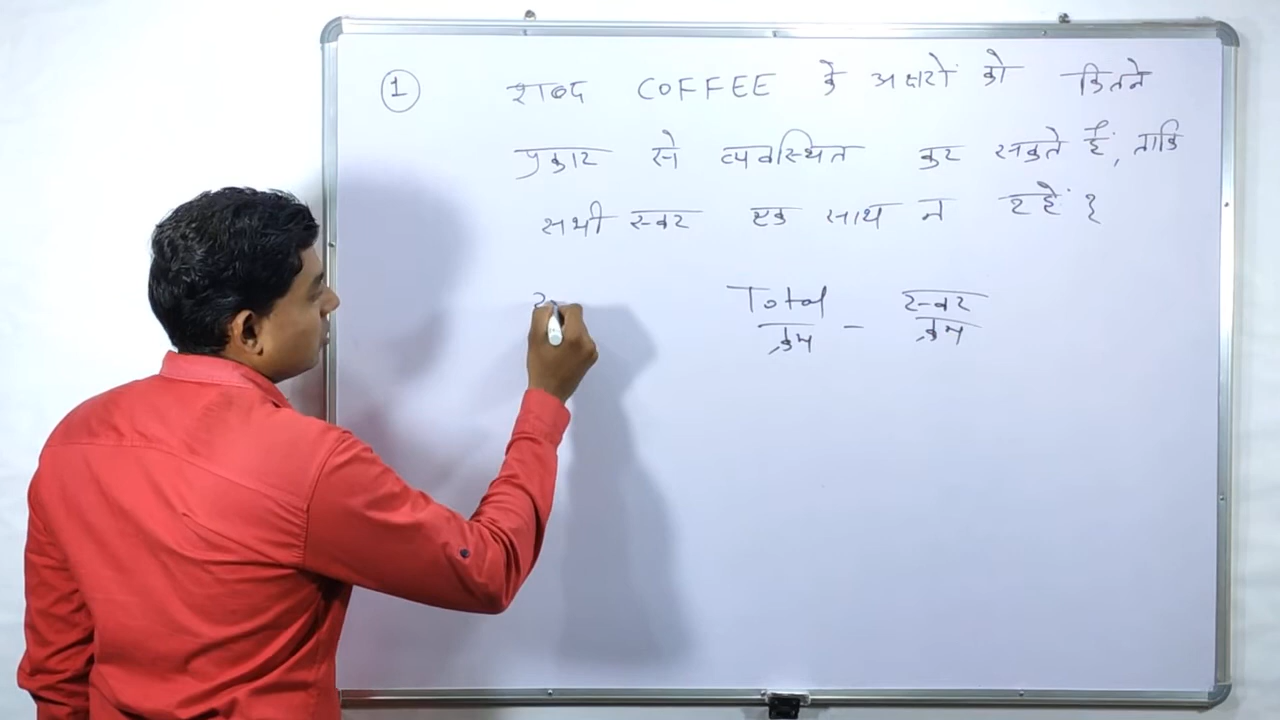 1 शब्द COFFEE के अक्षरों को कितने
प्रकार से व्यवस्थित कर सकते हैं, ताकि
सभी स्वर एक साथ न रहें ?
Total स्वर
क्रम - क्रम